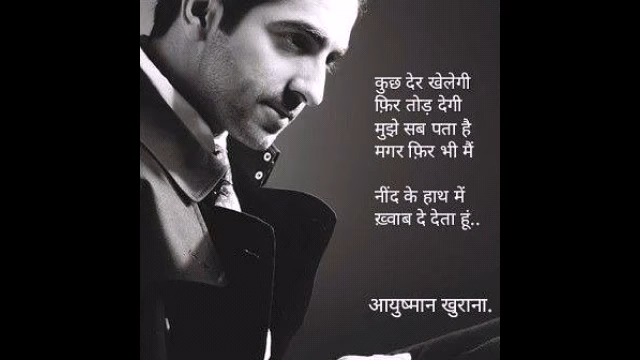 कुछ देर खेलेगी
फ़िर तोड़ देगी
मुझे सब पता है
मगर फ़िर भी मैं
नींद के हाथ में
ख़्वाब दे देता हूं..
आयुष्मान खुराना.